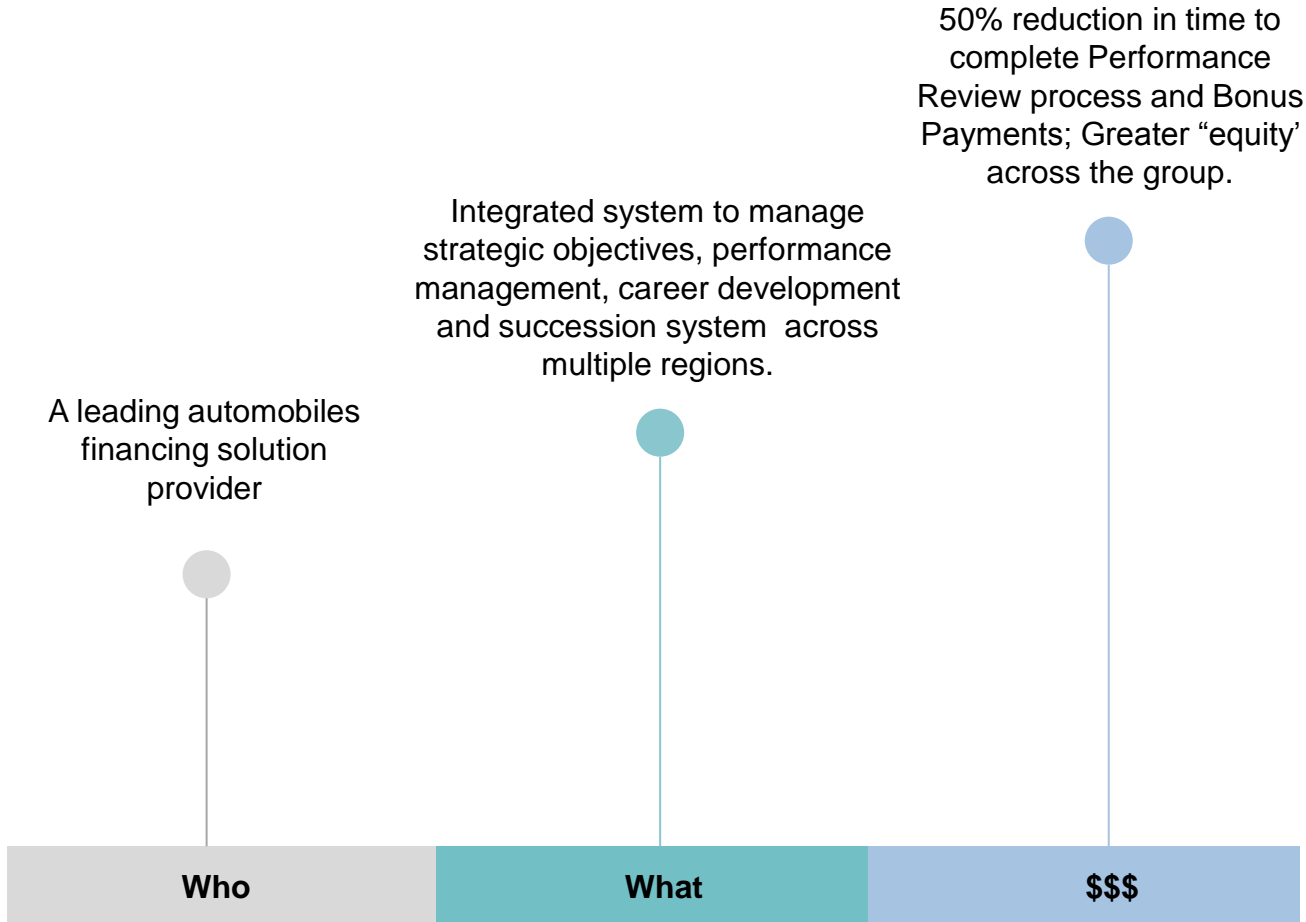 50% reduction in time to
complete Performance
Review process and Bonus
Payments; Greater “equity’
across the group.
Integrated system to manage
strategic objectives, performance
management, career development
and succession system  across
multiple regions.
A leading automobiles
financing solution
provider
Who
What
$$$